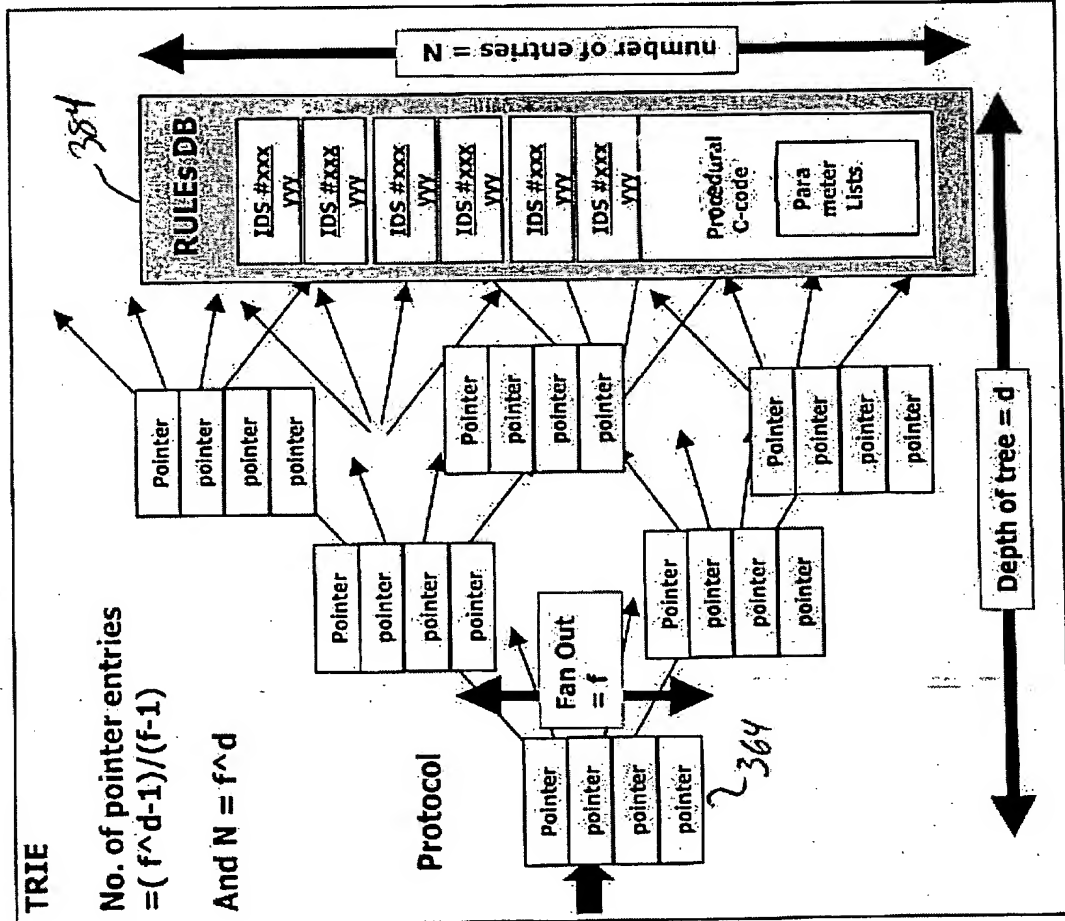 TRIE
No. of pointer entries
=( f^d-1)/(f-1)
And N = f^d
Protocol
Pointer
pointer
pointer
pointer
364
Fan Out
= f
Pointer
pointer
pointer
pointer
Pointer
pointer
pointer
pointer
Pointer
pointer
pointer
pointer
Pointer
pointer
pointer
pointer
Pointer
pointer
pointer
pointer
384
RULEs DB
IDS #xxx
yyy
IDS #xxx
yyy
IDS #xxx
yyy
IDS #xxx
yyy
IDS #xxx
yyy
IDS #xxx
yyy
Procedural
C-code
Para
meter
Lists
number of entries = N
Depth of tree = d